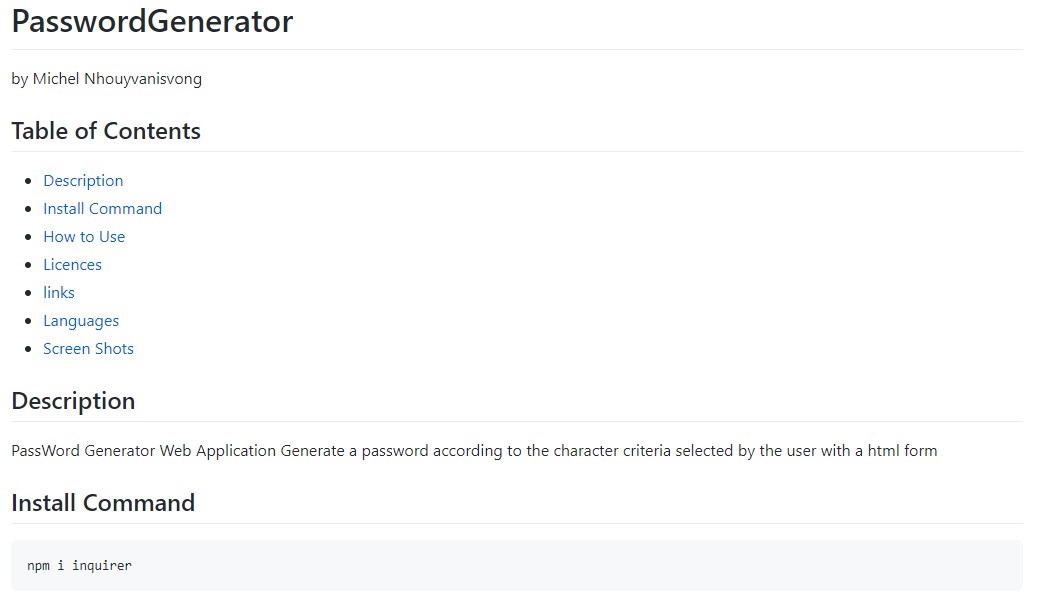 PasswordGenerator
by Michel Nhouyvanisvong
Table of Contents
Description
Install Command
How to Use
Licences
links
Languages
Screen Shots
Description
PassWord Generator Web Application Generate a password according to the character criteria selected by the user with a html form
Install Command
npm i inquirer